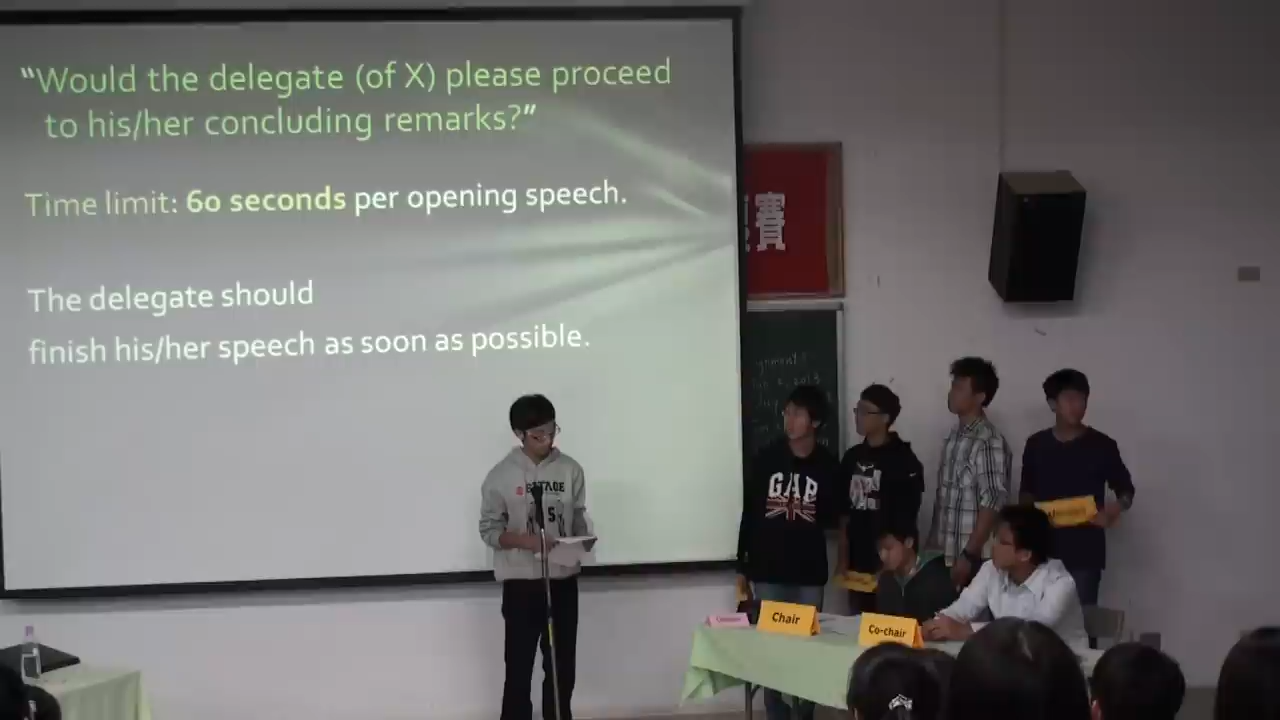 “Would the delegate (of X) please proceed
to his/her concluding remarks?”
Time limit: 60 seconds per opening speech.
The delegate should
finish his/her speech as soon as possible.
賽
GAP
Chair
Co-chair